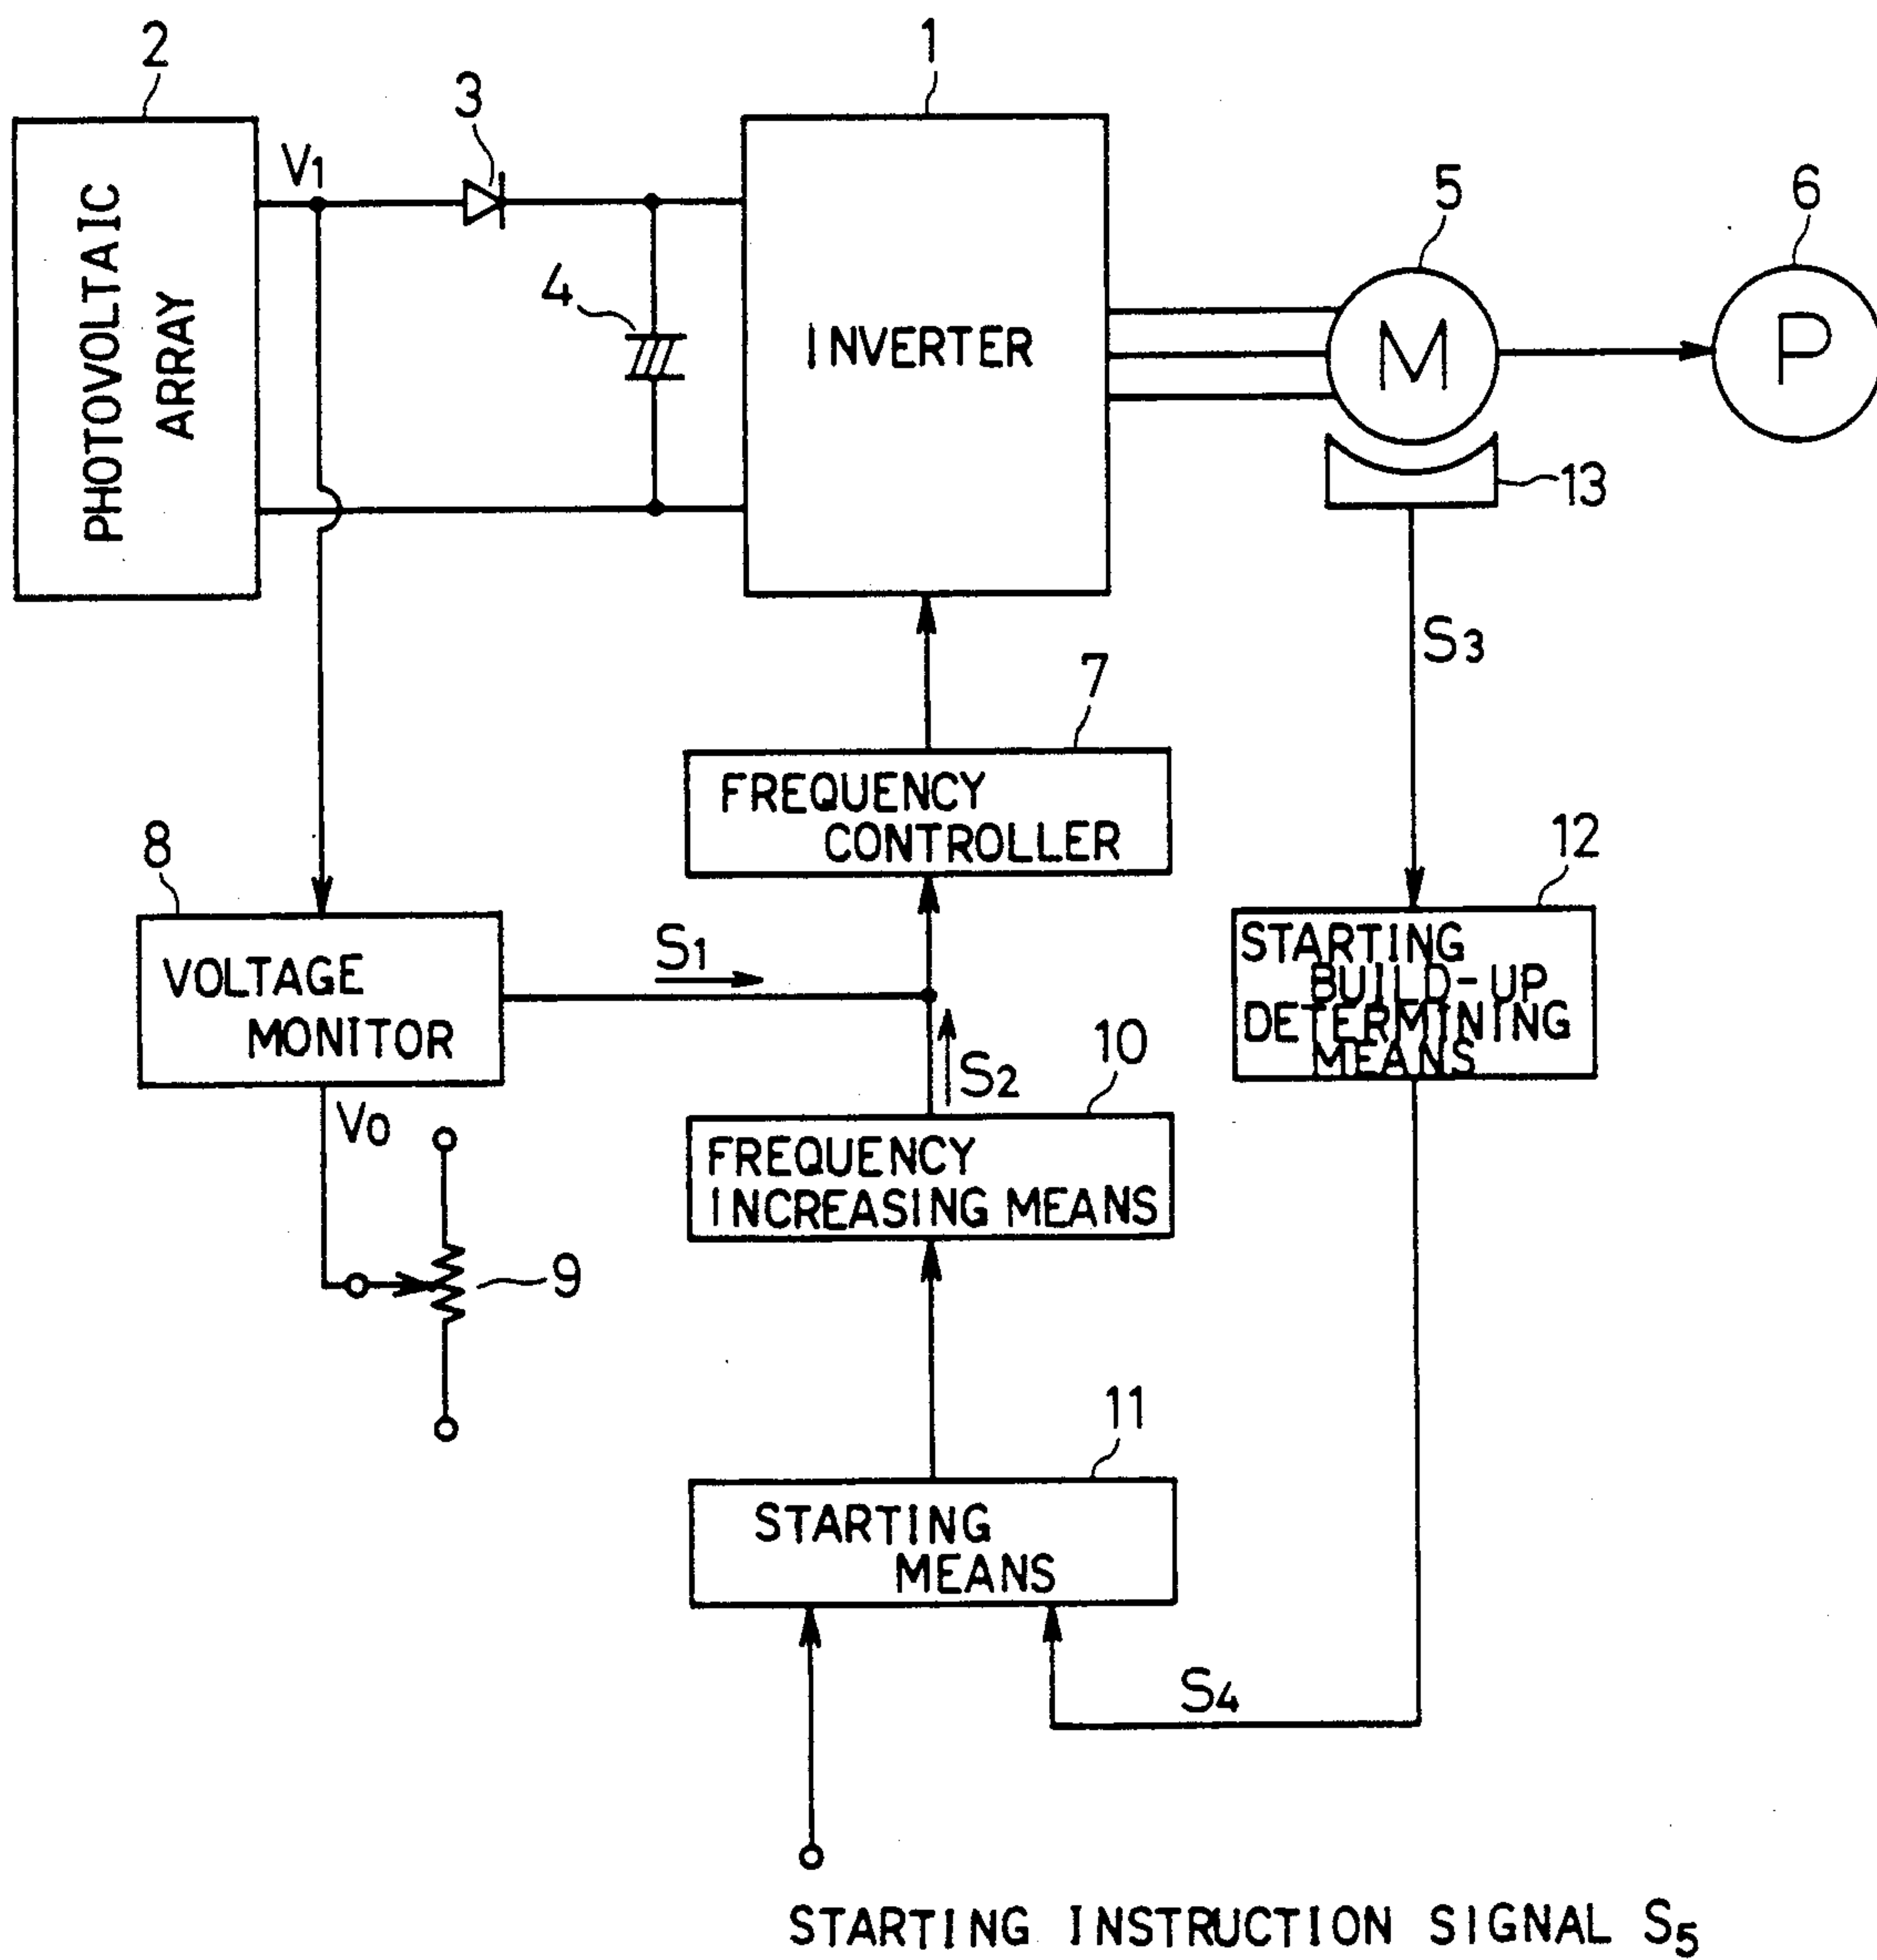 2
1
3
V1
5
6
PHOTOVOLTAIC
ARRAY
4
INVERTER
M
P
13
S3
7
FREQUENCY
CONTROLLER
8
12
VOLTAGE
MONITOR
S1
STARTING
BUILD-UP
DETERMINING
MEANS
10
S2
V0
FREQUENCY
INCREASING MEANS
9
11
STARTING
MEANS
S4
STARTING INSTRUCTION SIGNAL S5